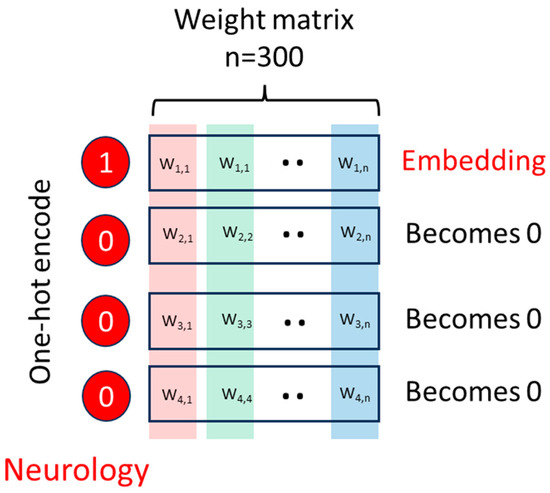 Weight matrix
n=300
One-hot encode
1 W1,1 W1,1 .. W1,n Embedding
0 W2,1 W2,2 .. W2,n Becomes 0
0 W3,1 W3,3 .. W3,n Becomes 0
0 W4,1 W4,4 .. W4,n Becomes 0
Neurology